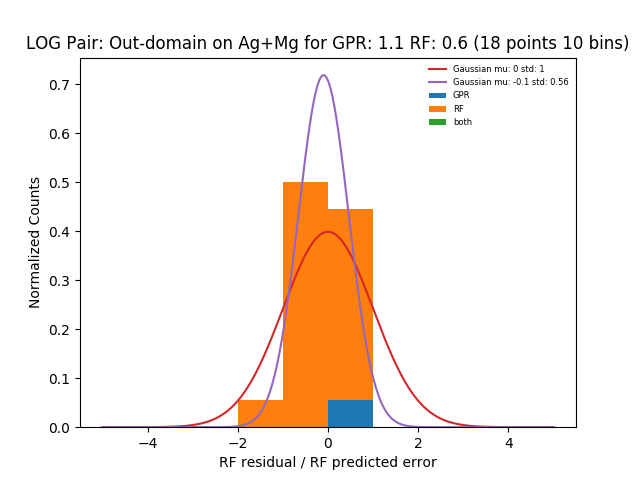 LOG Pair: Out-domain on Ag+Mg for GPR: 1.1 RF: 0.6 (18 points 10 bins)
Gaussian mu: 0 std: 1
Gaussian mu: -0.1 std: 0.56
GPR
RF
both
Normalized Counts
0.7
0.6
0.5
0.4
0.3
0.2
0.1
0.0
−4 −2 0 2 4
RF residual / RF predicted error